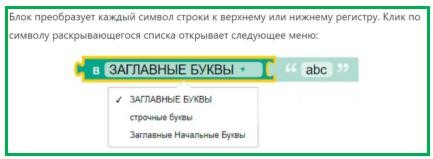 Блок преобразует каждый символ строки к верхнему или нижнему регистру. Клик по
символу раскрывающегося списка открывает следующее меню:
в ЗАГЛАВНЫЕ БУКВЫ ▾ “ abc ”
✓ ЗАГЛАВНЫЕ БУКВЫ
строчные буквы
Заглавные Начальные Буквы